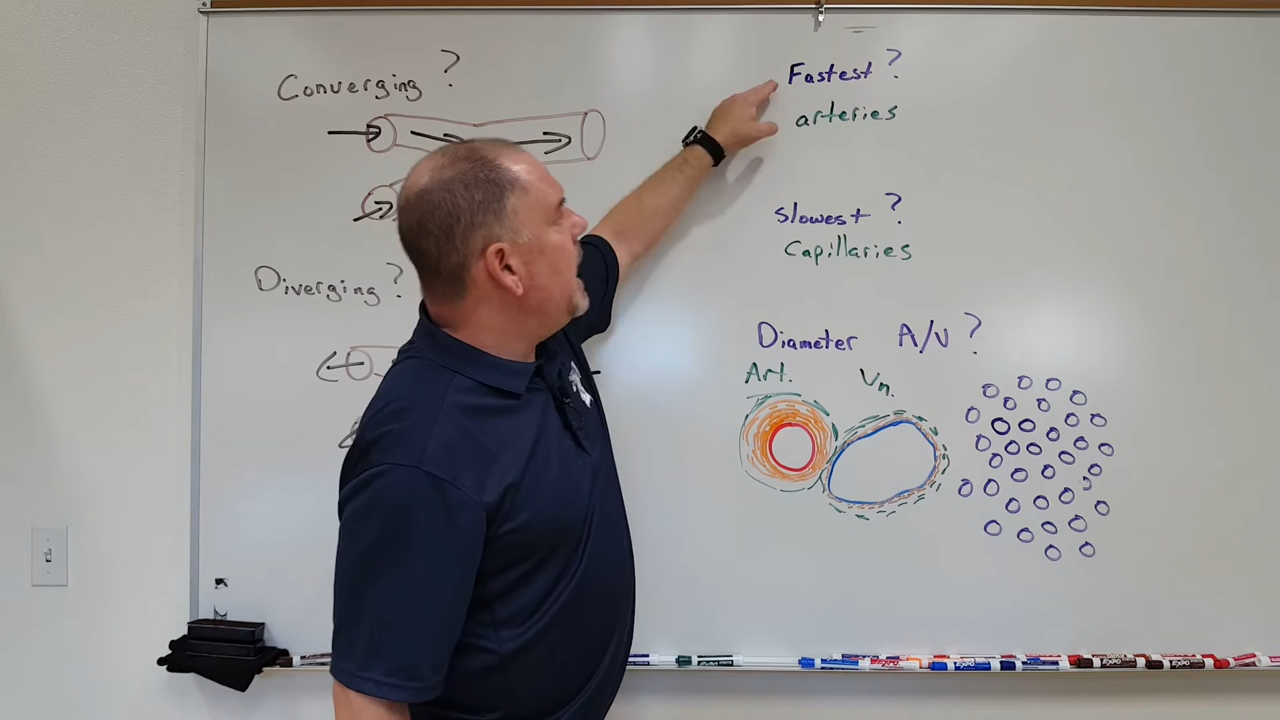 Converging ?
Diverging ?
Fastest ?
arteries
slowest ?
Capillaries
Diameter A/V ?
Art. Vn.